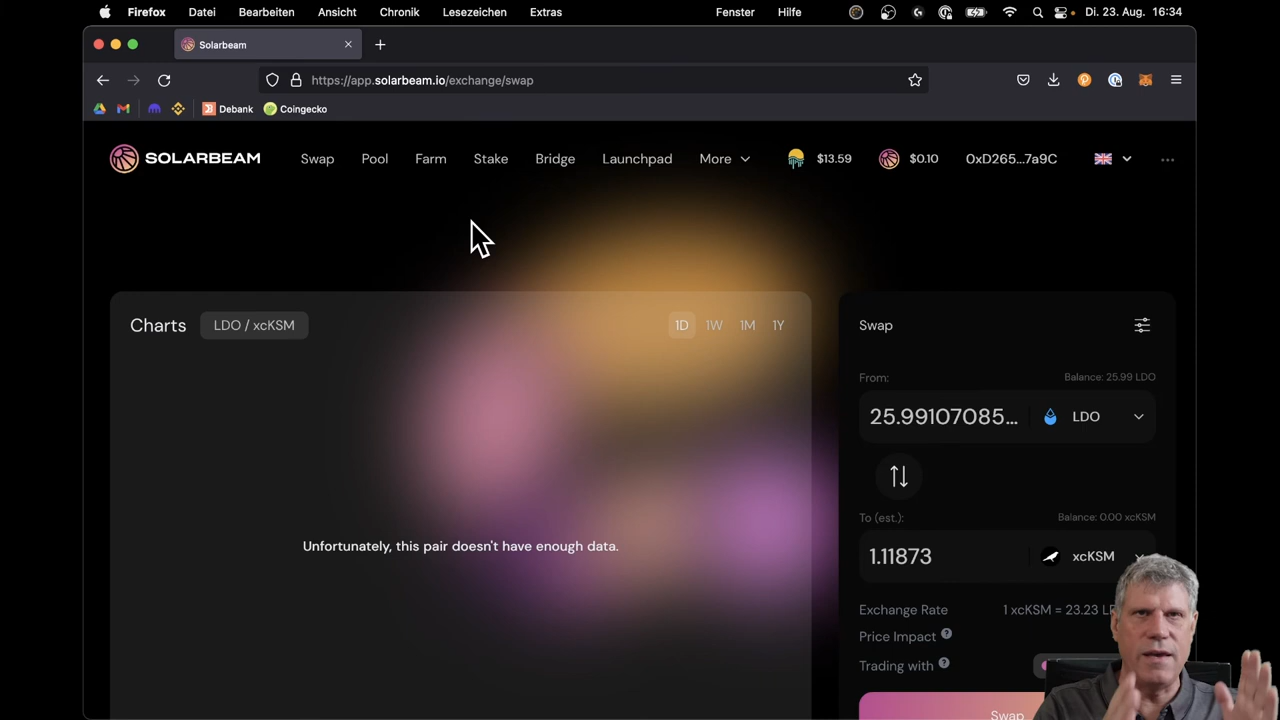 Firefox Datei Bearbeiten Ansicht Chronik Lesezeichen Extras Fenster Hilfe Di. 23. Aug. 16:34
Solarbeam
https://app.solarbeam.io/exchange/swap
Debank Coingecko
SOLARBEAM Swap Pool Farm Stake Bridge Launchpad More $13.59 $0.10 0xD265...7a9C
Charts LDO / xcKSM 1D 1W 1M 1Y
Unfortunately, this pair doesn't have enough data.
Swap
From: Balance: 25.99 LDO
25.99107085... LDO
To (est.): Balance: 0.00 xcKSM
1.11873 xcKSM
Exchange Rate 1 xcKSM = 23.23
Price Impact ?
Trading with ?
Swap